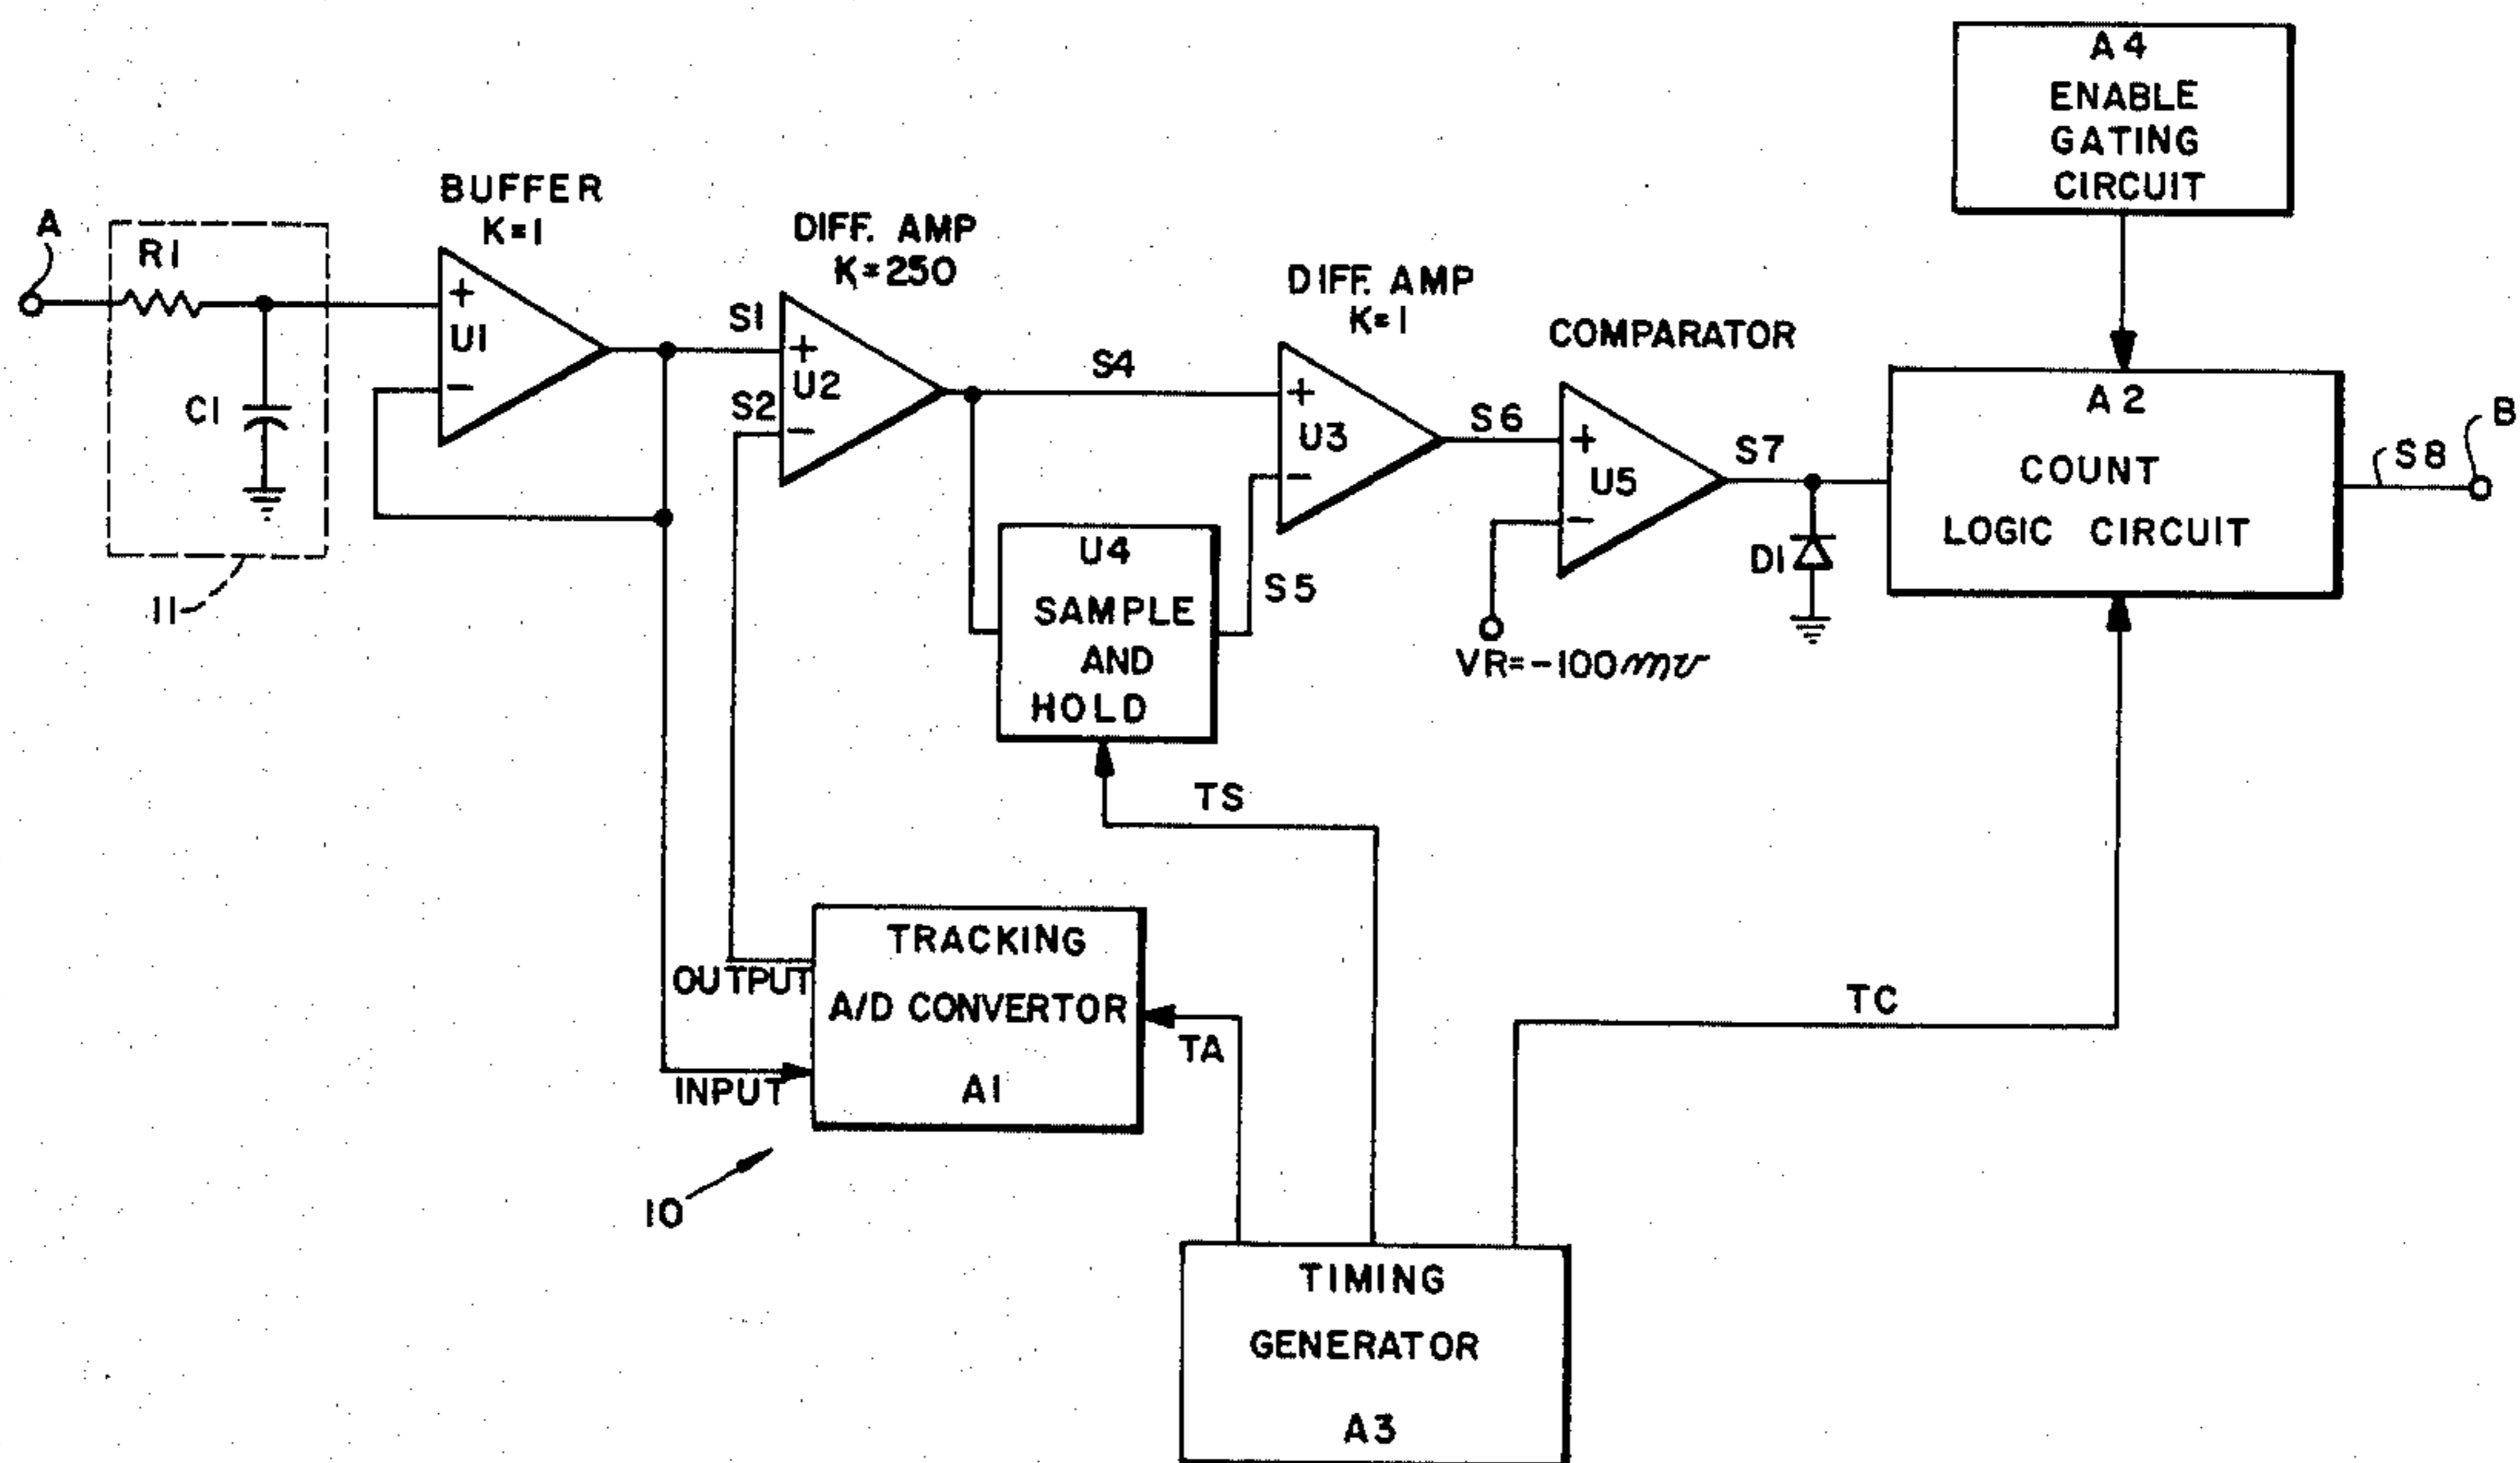 A4
ENABLE
GATING
CIRCUIT
BUFFER
K=1
A
R1
DIFF. AMP
K=250
DIFF. AMP
K=1
COMPARATOR
+
U1
−
C1
S1
+
U2
S2
−
S4
+
U3
−
S6
+
U5
−
S7
A2
COUNT
LOGIC CIRCUIT
B
S8
D1
11
U4
SAMPLE
AND
HOLD
S5
VR=-100mv
TS
TRACKING
A/D CONVERTOR
A1
OUTPUT
INPUT
TA
TC
10
TIMING
GENERATOR
A3